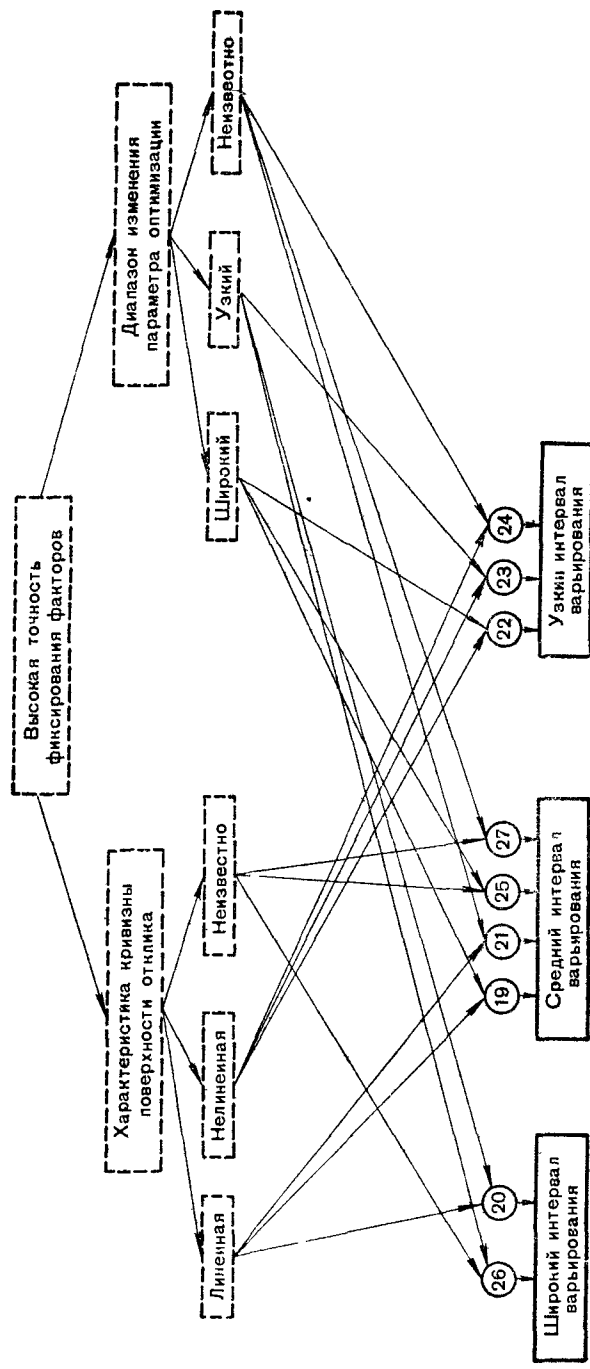 Высокая точность
фиксирования факторов
Характеристика кривизны
поверхности отклика
Диапазон изменения
параметра оптимизации
Линейная
Нелинейная
Неизвестно
Широкий
Узкий
Неизвестно
26
20
19
21
25
27
22
23
24
Широкий интервал
варьирования
Средний интервал
варьирования
Узкий интервал
варьирования